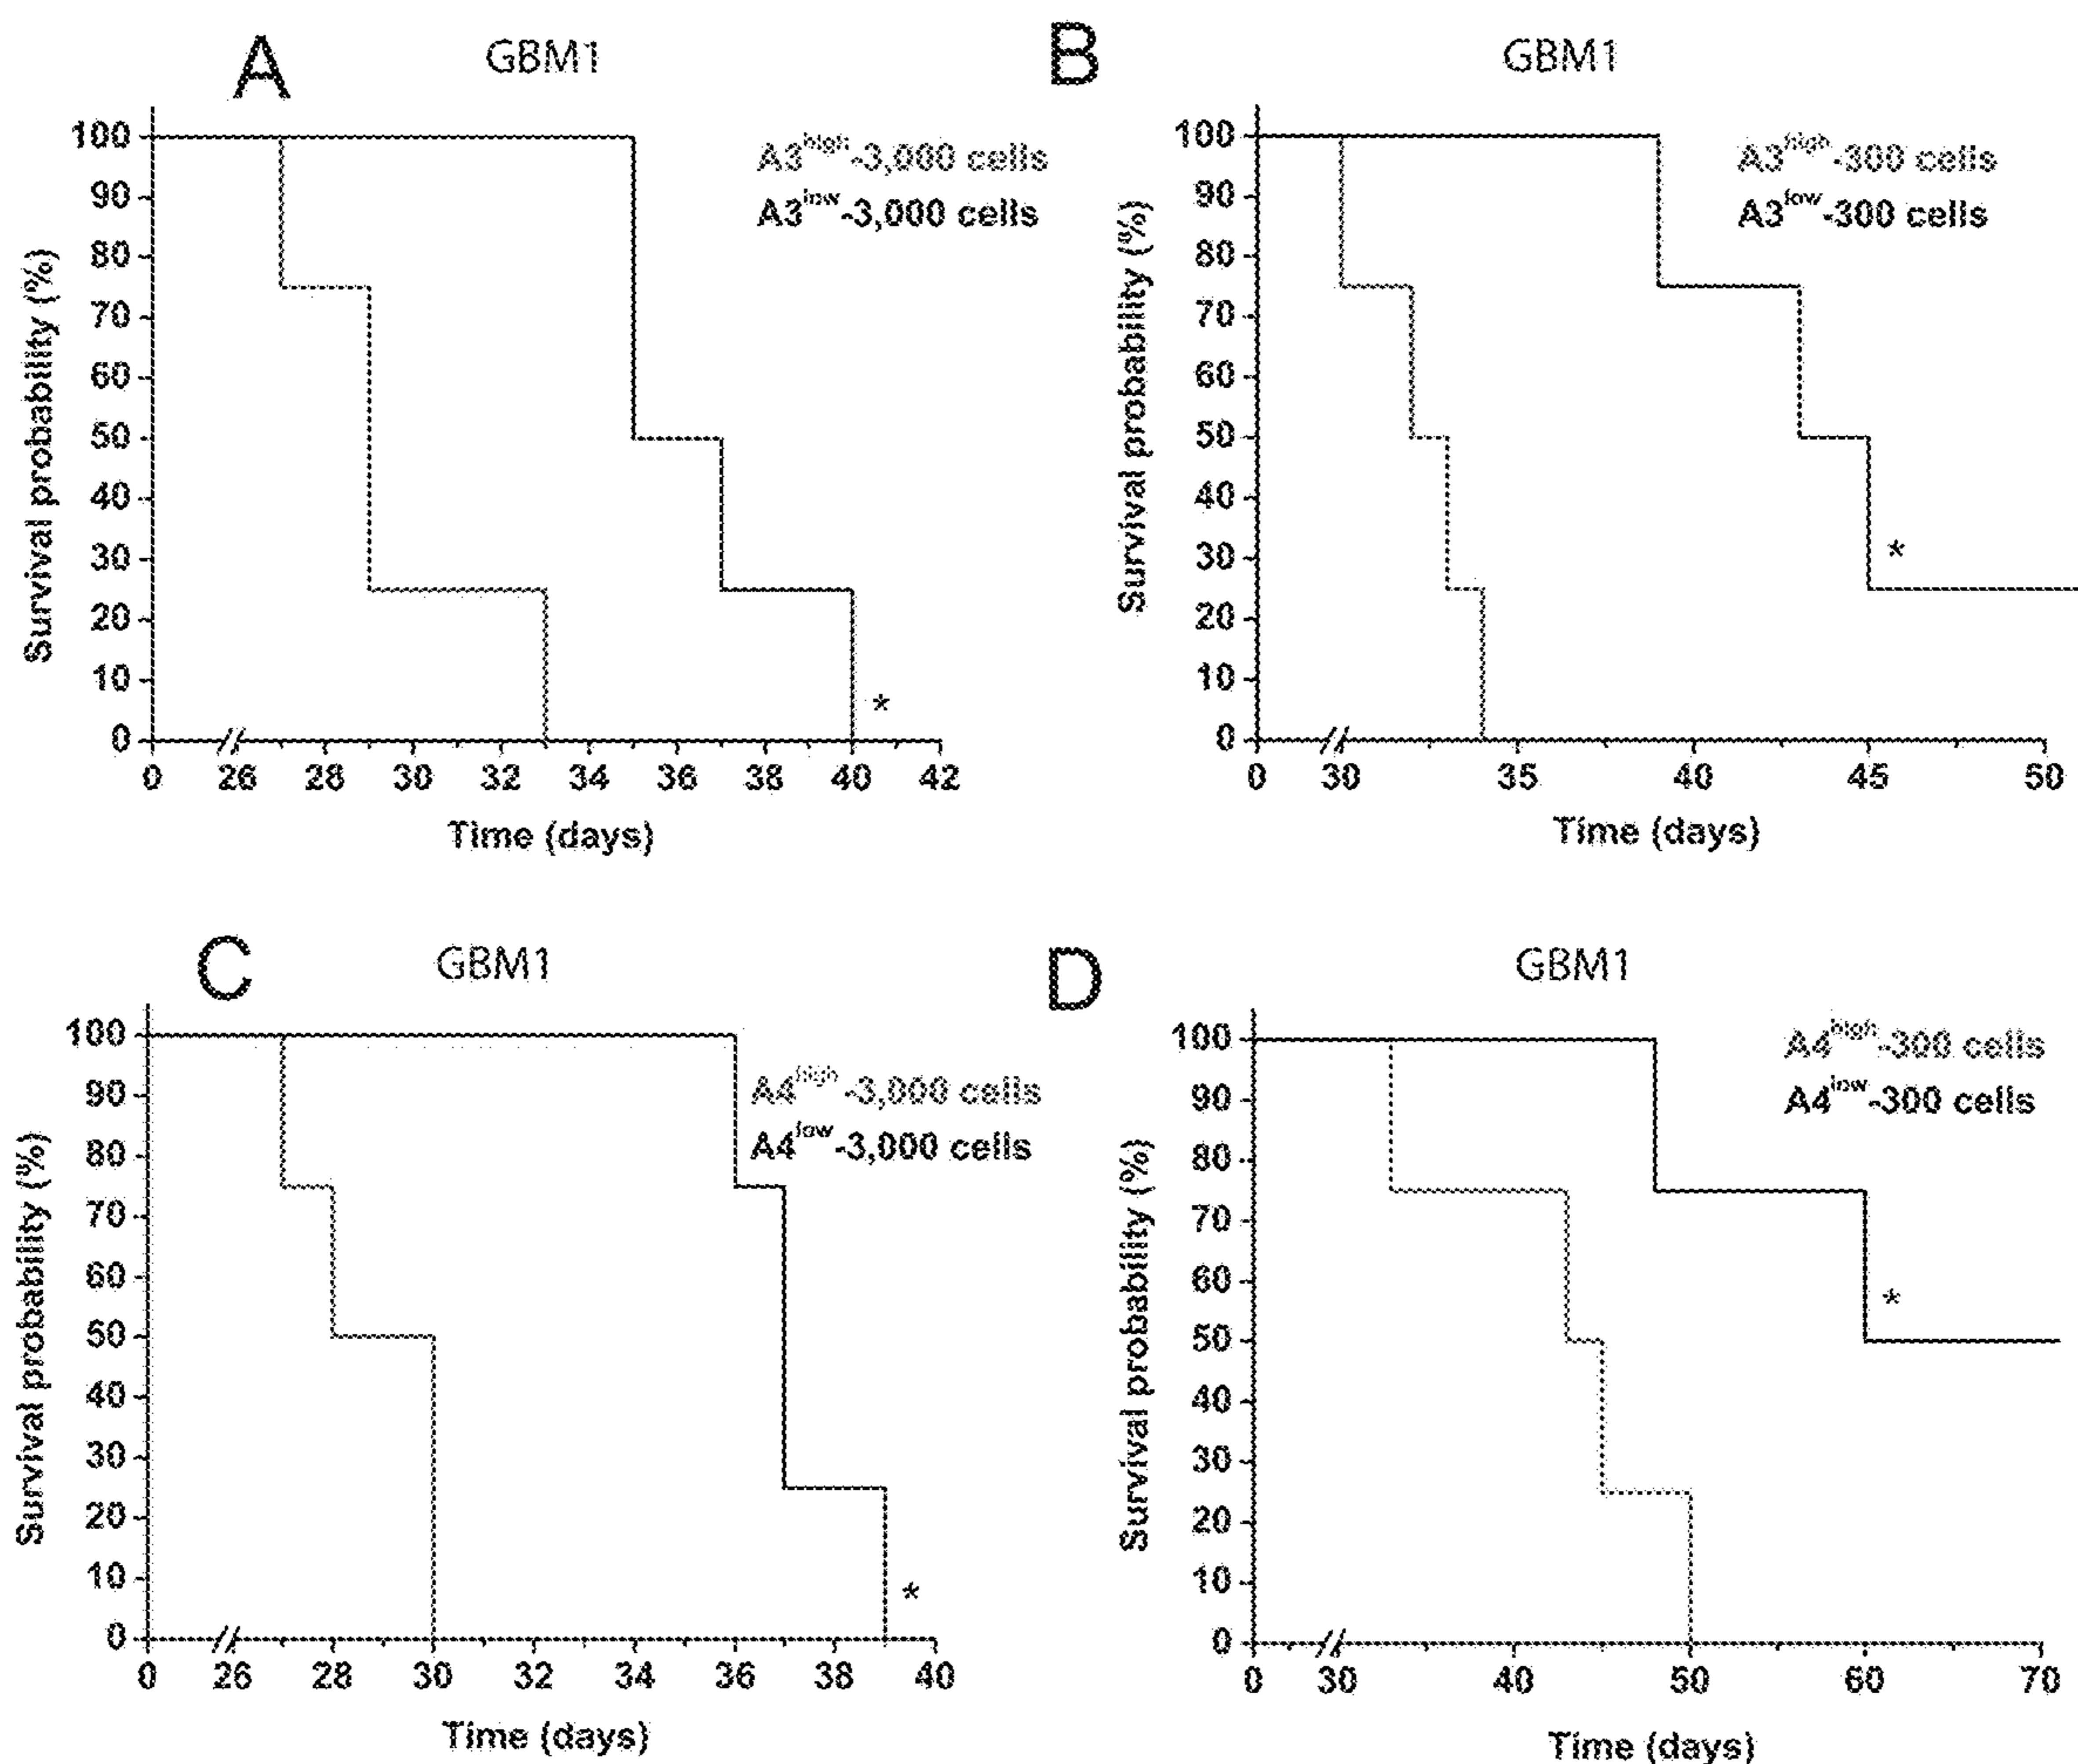 A
GBM1
A3high-3,000 cells
A3low-3,000 cells
Survival probability (%)
100
90
80
70
60
50
40
30
20
10
0
*
0 26 28 30 32 34 36 38 40 42
Time (days)
B
GBM1
A3high-300 cells
A3low-300 cells
Survival probability (%)
100
90
80
70
60
50
40
30
20
10
0
*
0 30 35 40 45 50
Time (days)
C
GBM1
A4high-3,000 cells
A4low-3,000 cells
Survival probability (%)
100
90
80
70
60
50
40
30
20
10
0
*
0 26 28 30 32 34 36 38 40
Time (days)
D
GBM1
A4high-300 cells
A4low-300 cells
Survival probability (%)
100
90
80
70
60
50
40
30
20
10
0
*
0 30 40 50 60 70
Time (days)